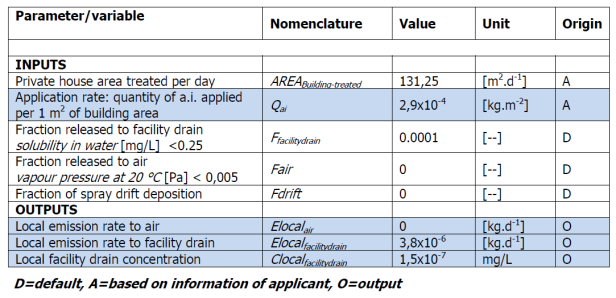 Parameter/variable Nomenclature Value Unit Origin
INPUTS
Private house area treated per day AREABuilding-treated 131,25 [m2.d-1] A
Application rate: quantity of a.i. applied
per 1 m2 of building area Qai 2,9x10-4 [kg.m-2] A
Fraction released to facility drain
solubility in water [mg/L] <0.25 Ffacilitydrain 0.0001 [--] D
Fraction released to air
vapour pressure at 20 °C [Pa] < 0,005 Fair 0 [--] D
Fraction of spray drift deposition Fdrift 0 [--] D
OUTPUTS
Local emission rate to air Elocalair 0 [kg.d-1] O
Local emission rate to facility drain Elocalfacilitydrain 3,8x10-6 [kg.d-1] O
Local facility drain concentration Clocalfacilitydrain 1,5x10-7 mg/L O
D=default, A=based on information of applicant, O=output